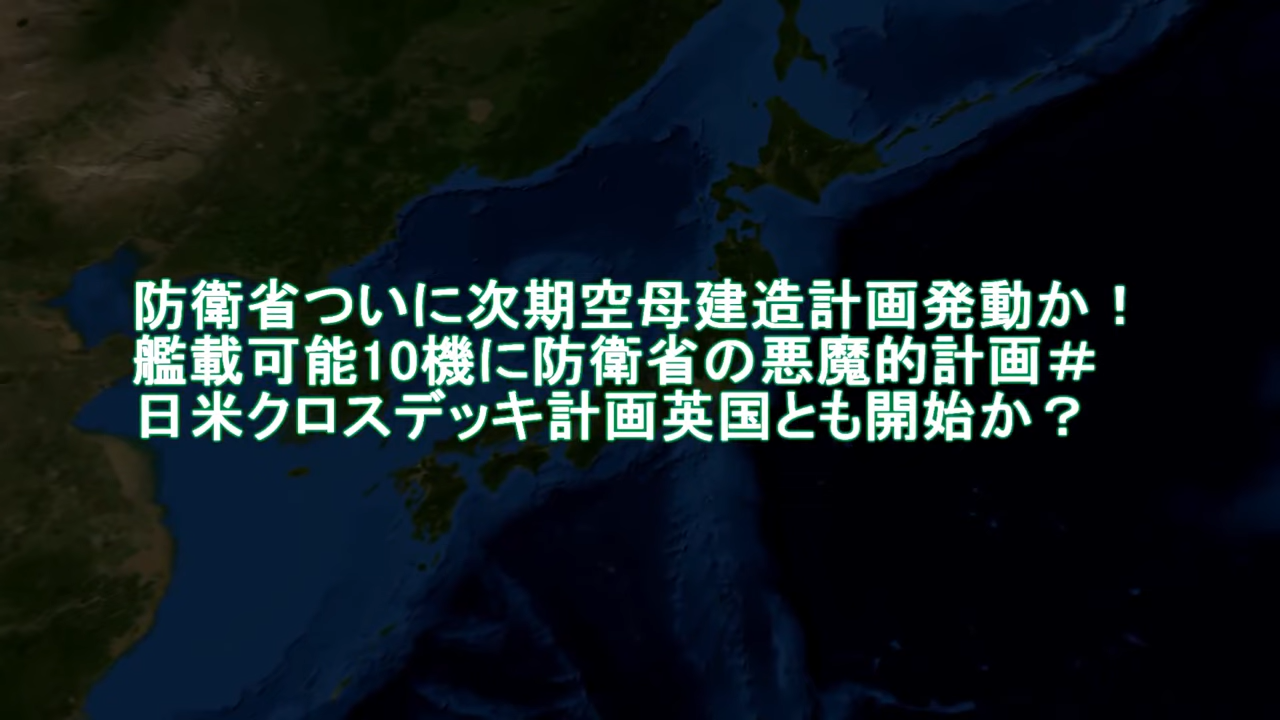 防衛省ついに次期空母建造計画発動か！
艦載可能10機に防衛省の悪魔的計画＃
日米クロスデッキ計画英国とも開始か？